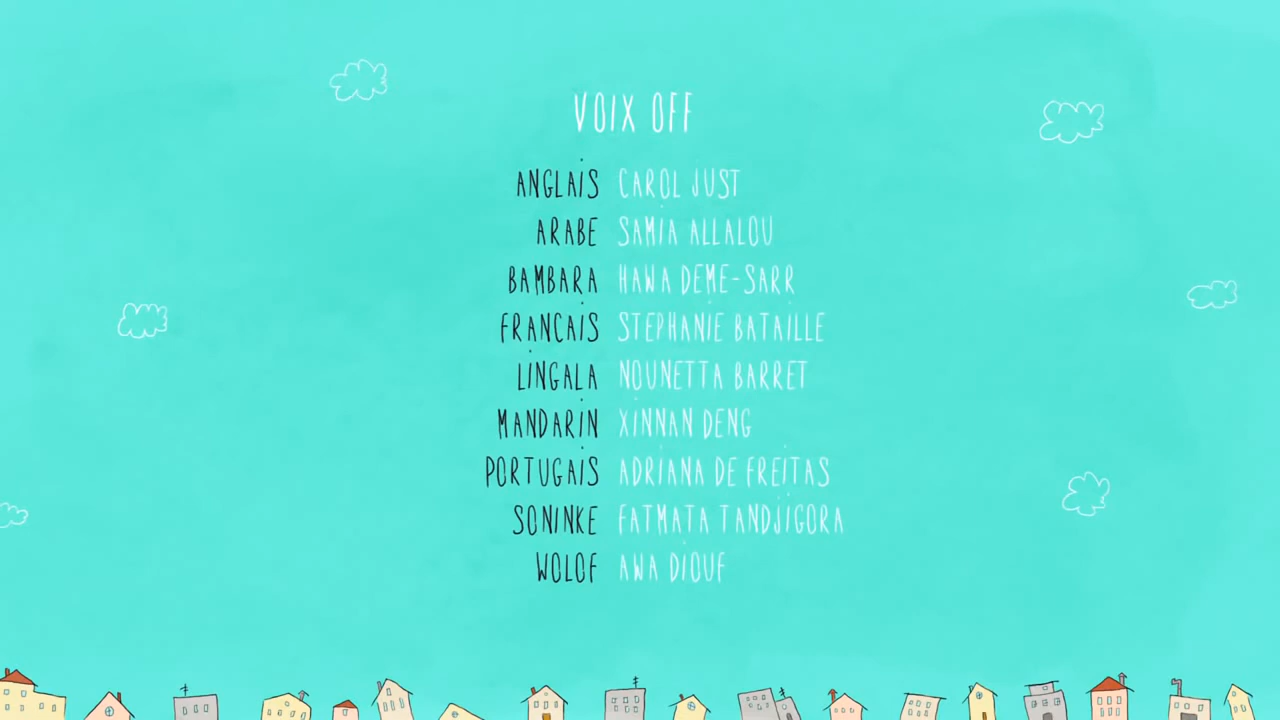 VOIX OFF
ANGLAIS CAROL JUST
ARABE SAMIA ALLALOU
BAMBARA HAWA DEME-SARR
FRANCAIS STEPHANIE BATAILLE
LINGALA NOUNETTA BARRET
MANDARIN XINNAN DENG
PORTUGAIS ADRIANA DE FREITAS
SONINKE FATMATA TANDJIGORA
WOLOF AWA DIOUF